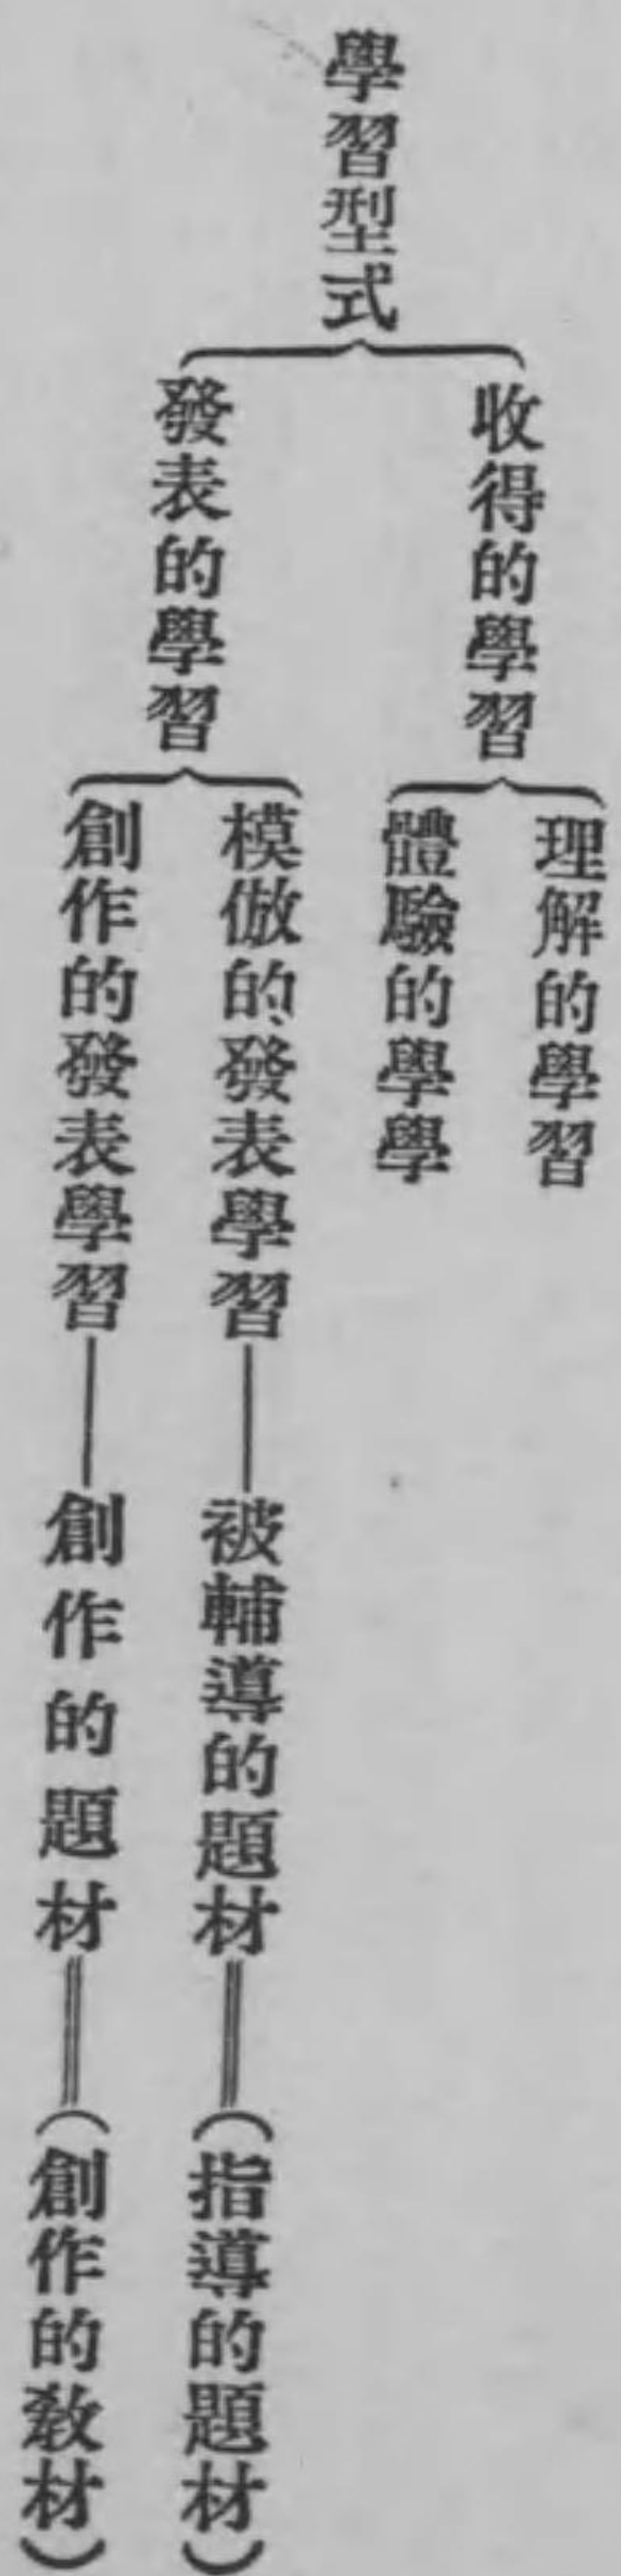 學習型式
收得的學習
理解的學習
體驗的學學
發表的學習
模倣的、發表學習──被輔導的題材══(指導的題材)
創作的發表學習──創作的題材══(創作的教材)